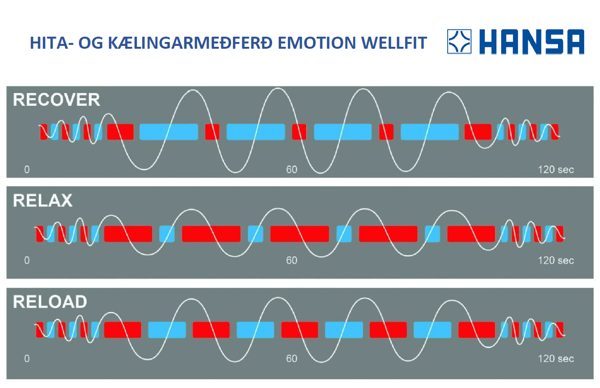 HITA- OG KÆLINGARMEÐFERÐ EMOTION WELLFIT
HANSA
RECOVER
0 60 120 sec
RELAX
0 60 120 sec
RELOAD
0 60 120 sec